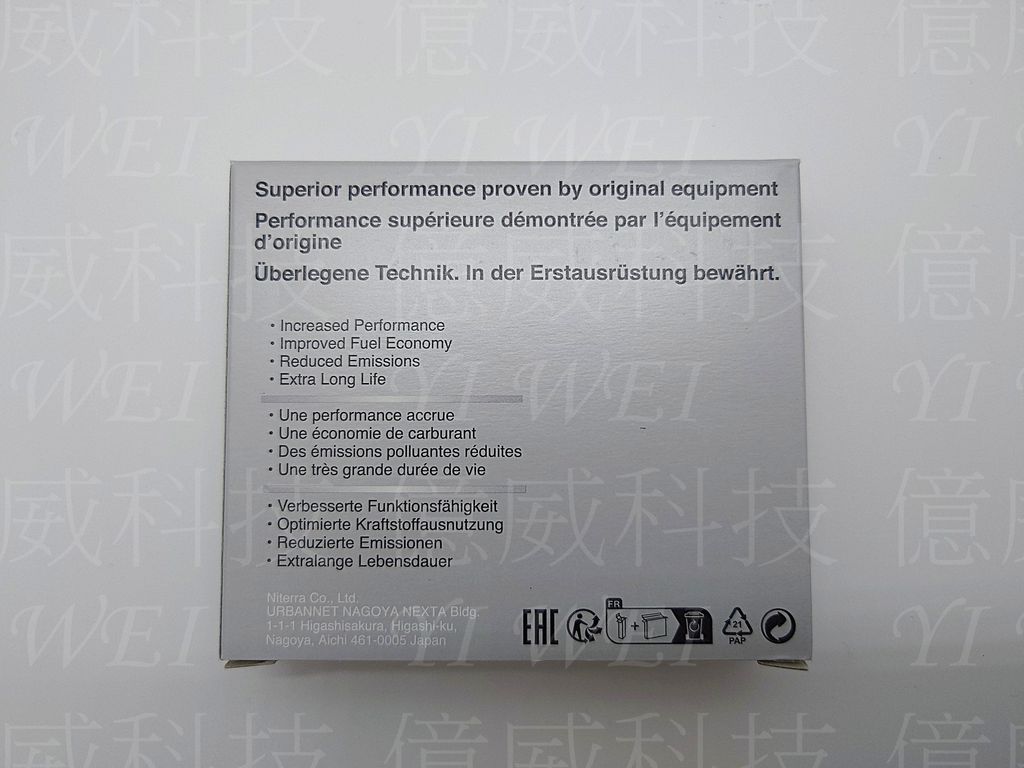 Superior performance proven by original equipment
Performance supérieure démontrée par l'équipement
d'origine
Überlegene Technik. In der Erstausrüstung bewährt.
• Increased Performance
• Improved Fuel Economy
• Reduced Emissions
• Extra Long Life
• Une performance accrue
• Une économie de carburant
• Des émissions polluantes réduites
• Une très grande durée de vie
• Verbesserte Funktionsfähigkeit
• Optimierte Kraftstoffausnutzung
• Reduzierte Emissionen
• Extralange Lebensdauer
Niterra Co., Ltd.
URBANNET NAGOYA NEXTA Bldg.
1-1-1 Higashisakura, Higashi-ku,
Nagoya, Aichi 461-0005 Japan
EAC
FR
+
21
PAP
億威科技
YI WEI